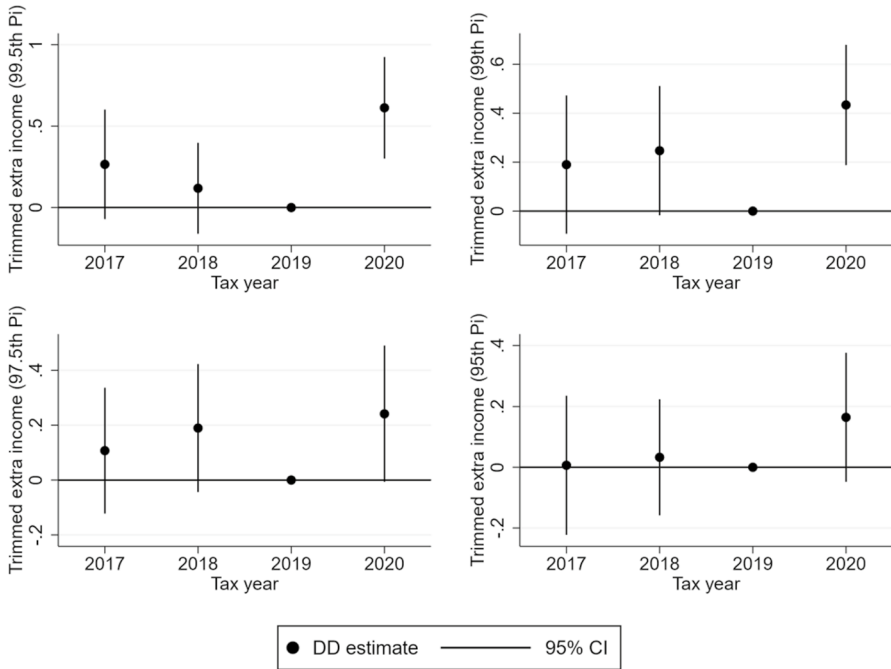 Trimmed extra income (99.5th Pi)
1
.5
0
2017 2018 2019 2020
Tax year
Trimmed extra income (99th Pi)
.6
.4
.2
0
2017 2018 2019 2020
Tax year
Trimmed extra income (97.5th Pi)
.4
.2
0
-.2
2017 2018 2019 2020
Tax year
Trimmed extra income (95th Pi)
.4
.2
0
-.2
2017 2018 2019 2020
Tax year
DD estimate 95% CI